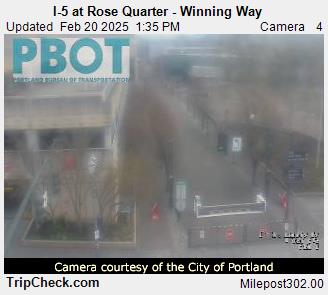 I-5 at Rose Quarter - Winning Way
Updated Feb 20 2025 1:35 PM Camera 4
PBOT
PORTLAND BUREAU OF TRANSPORTATION
Camera courtesy of the City of Portland
TripCheck.com Milepost302.00